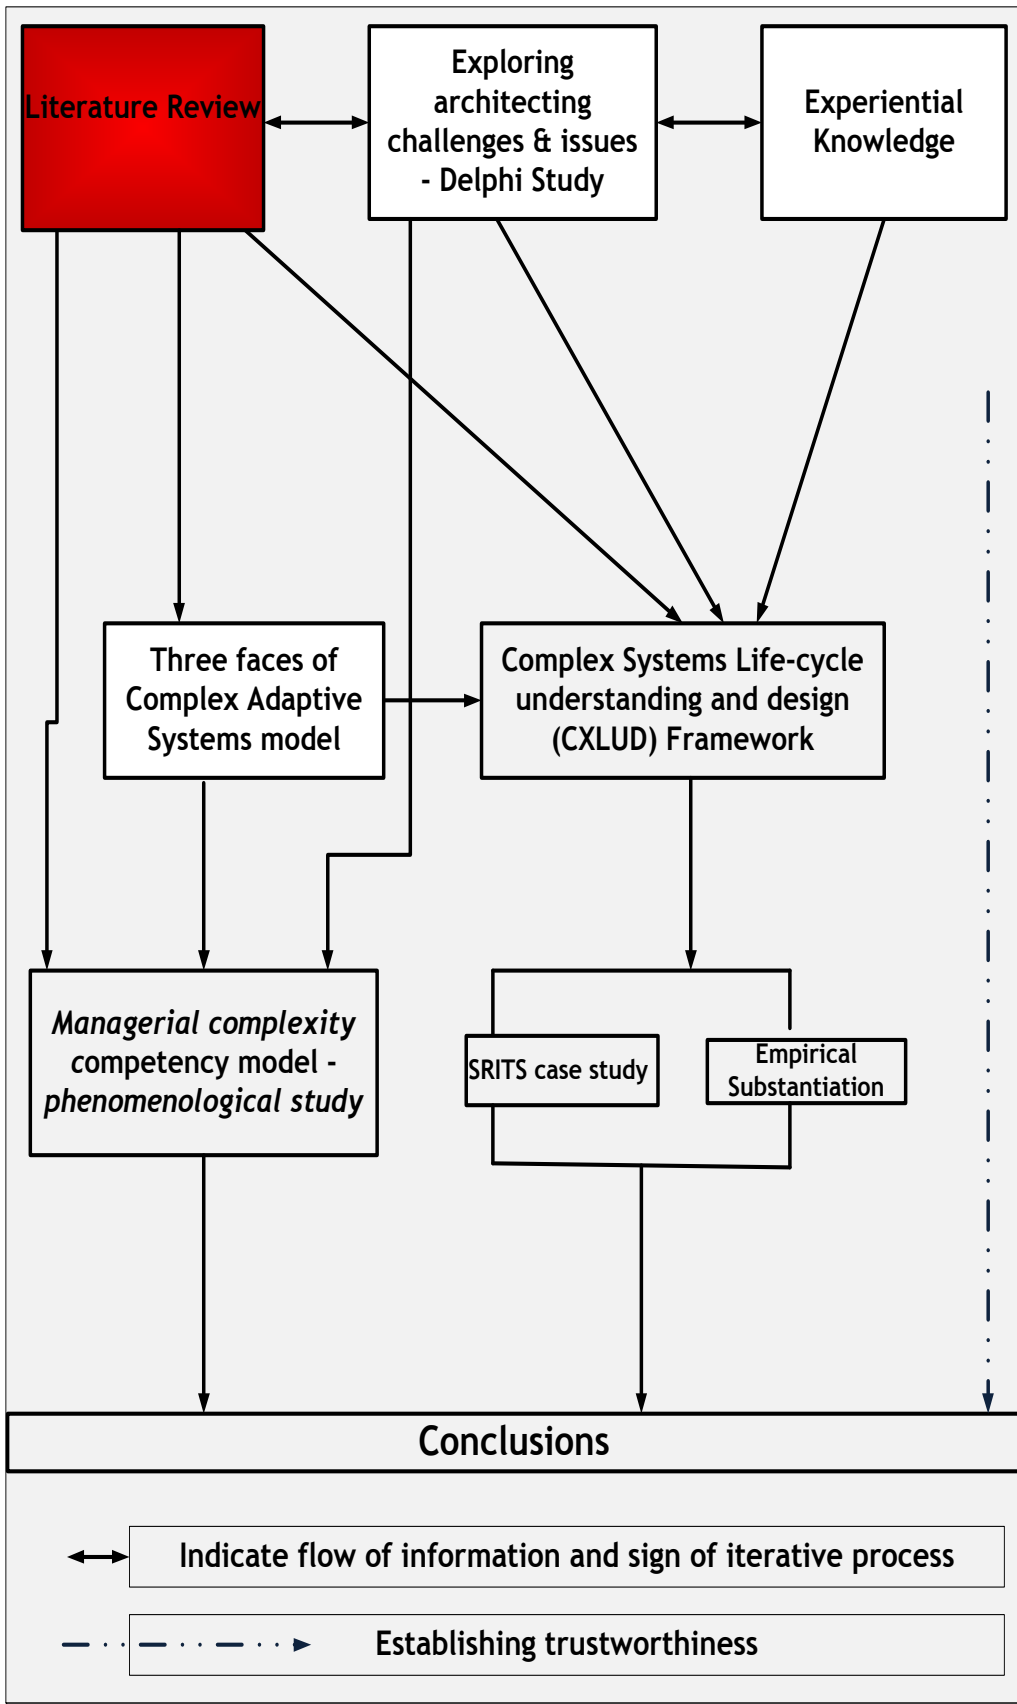 Literature Review
Exploring
architecting
challenges & issues
- Delphi Study
Experiential
Knowledge
Three faces of
Complex Adaptive
Systems model
Complex Systems Life-cycle
understanding and design
(CXLUD) Framework
Managerial complexity
competency model -
phenomenological study
SRITS case study
Empirical
Substantiation
Conclusions
Indicate flow of information and sign of iterative process
Establishing trustworthiness